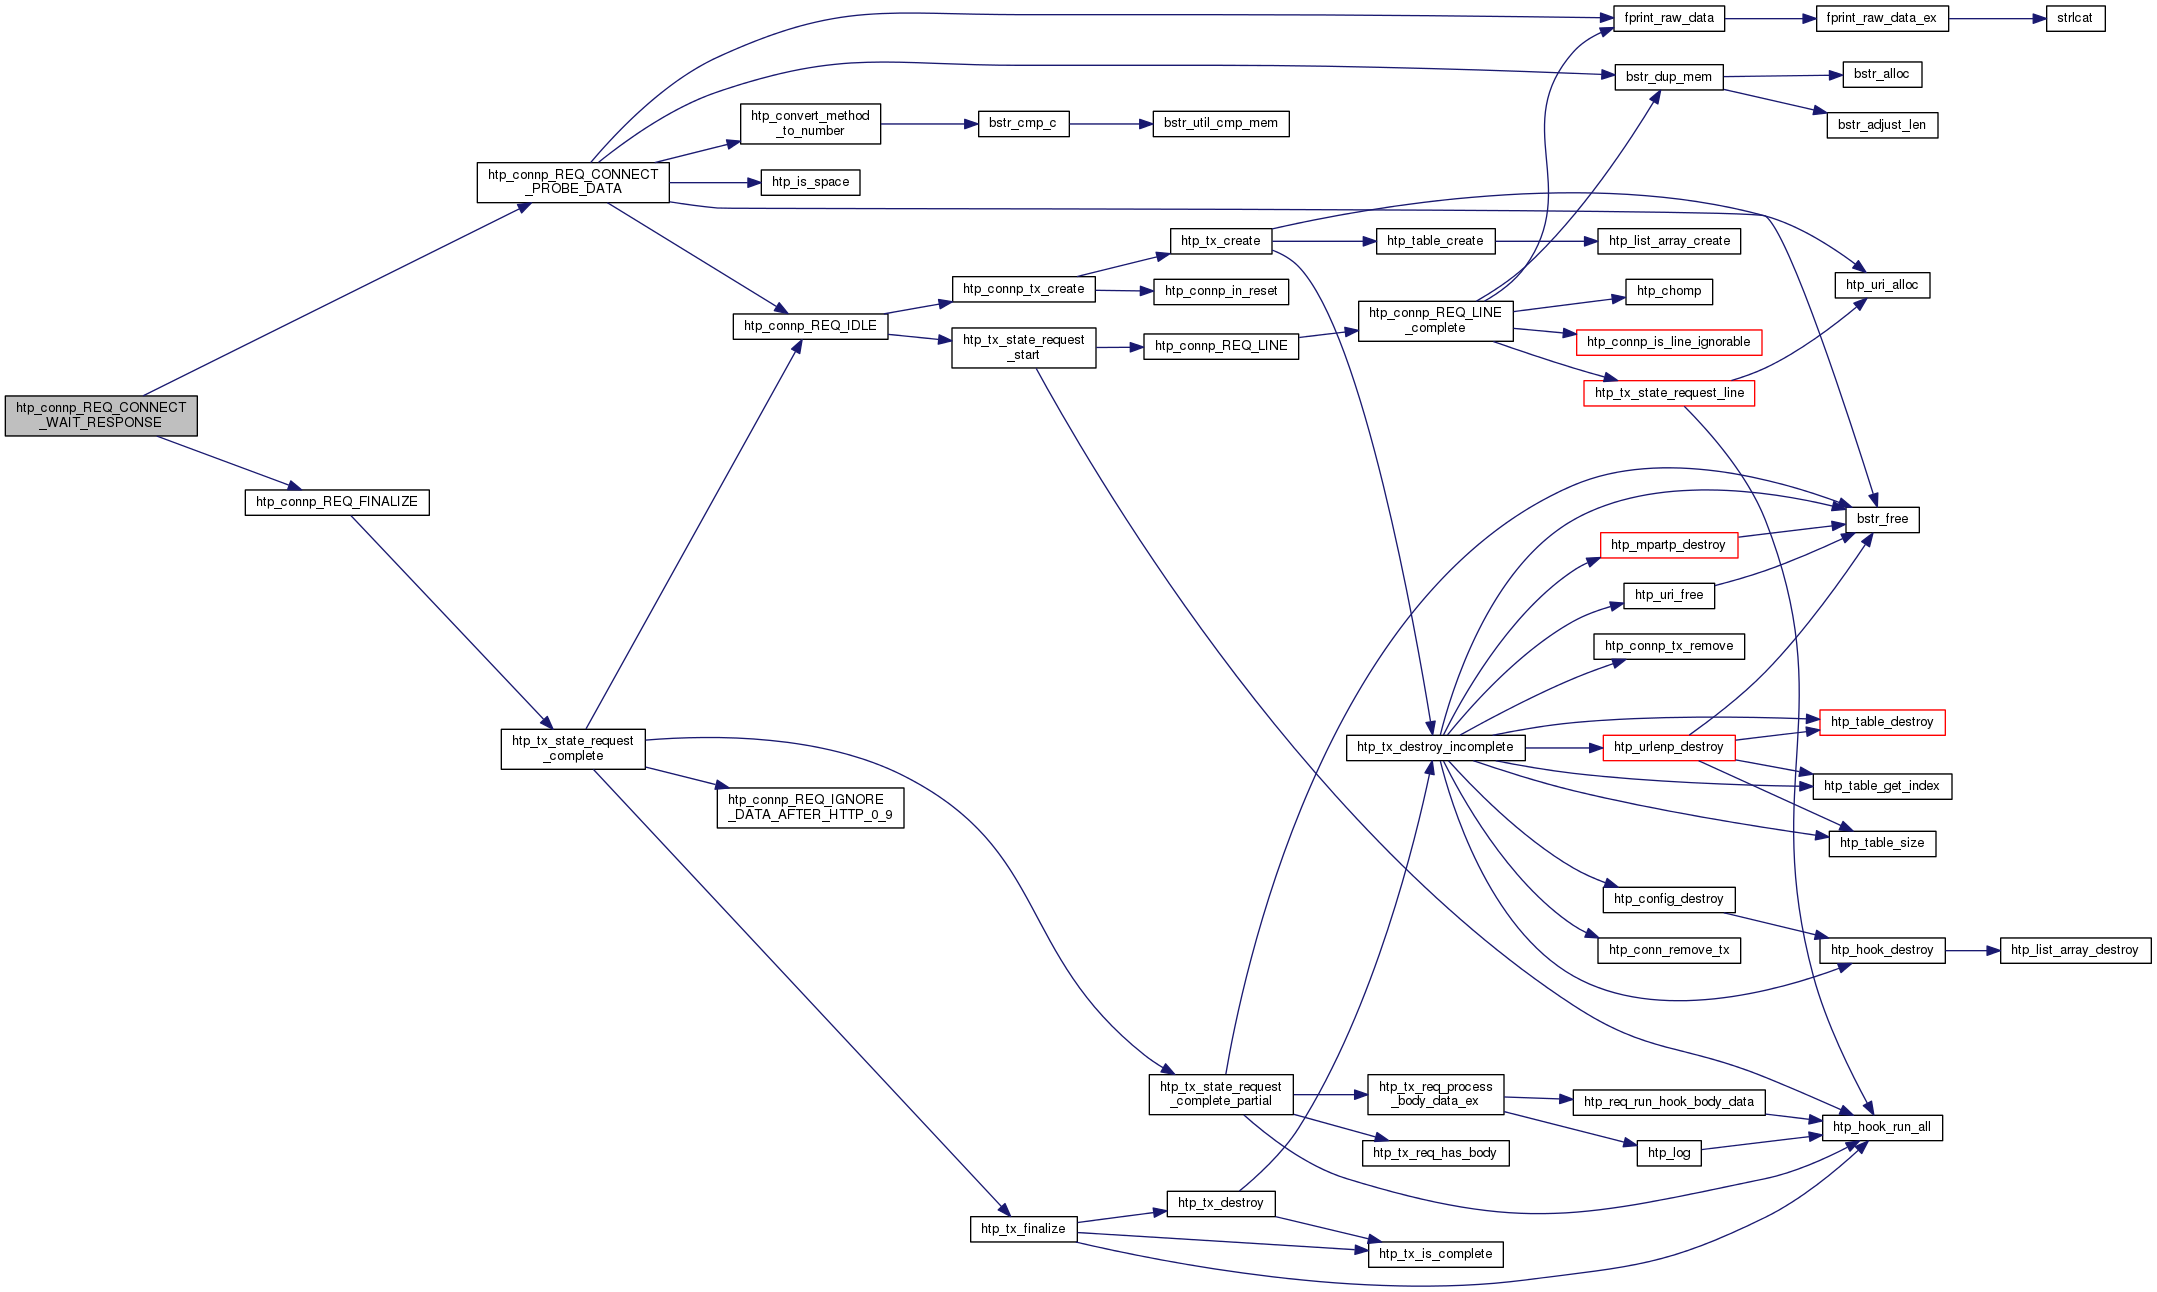 fprint_raw_data
fprint_raw_data_ex
strlcat
bstr_dup_mem
bstr_alloc
htp_convert_method
_to_number
bstr_cmp_c
bstr_util_cmp_mem
bstr_adjust_len
htp_connp_REQ_CONNECT
_PROBE_DATA
htp_is_space
htp_tx_create
htp_table_create
htp_list_array_create
htp_connp_tx_create
htp_connp_in_reset
htp_chomp
htp_uri_alloc
htp_connp_REQ_IDLE
htp_connp_REQ_LINE
_complete
htp_tx_state_request
_start
htp_connp_REQ_LINE
htp_connp_is_line_ignorable
htp_tx_state_request_line
htp_connp_REQ_CONNECT
_WAIT_RESPONSE
htp_connp_REQ_FINALIZE
bstr_free
htp_mpartp_destroy
htp_uri_free
htp_connp_tx_remove
htp_table_destroy
htp_tx_state_request
_complete
htp_tx_destroy_incomplete
htp_urlenp_destroy
htp_table_get_index
htp_connp_REQ_IGNORE
_DATA_AFTER_HTTP_0_9
htp_table_size
htp_config_destroy
htp_conn_remove_tx
htp_hook_destroy
htp_list_array_destroy
htp_tx_state_request
_complete_partial
htp_tx_req_process
_body_data_ex
htp_req_run_hook_body_data
htp_hook_run_all
htp_tx_req_has_body
htp_log
htp_tx_destroy
htp_tx_finalize
htp_tx_is_complete